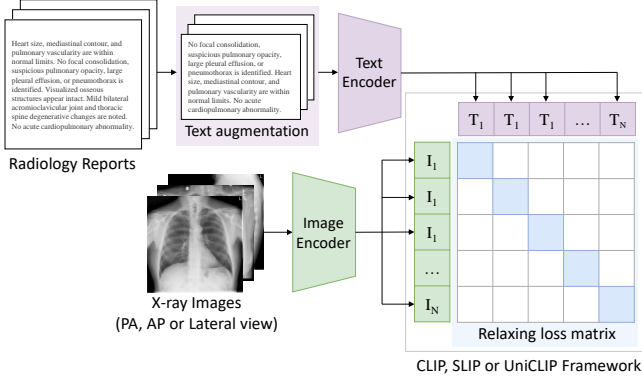 Heart size, mediastinal contour, and
pulmonary vascularity are within
normal limits. No focal consolidation,
suspicious pulmonary opacity, large
pleural effusion, or pneumothorax is
identified. Visualized osseous
structures appear intact. Mild bilateral
acromioclavicular joint and thoracic
spine degenerative changes are noted.
No acute cardiopulmonary abnormality.
Radiology Reports
No focal consolidation,
suspicious pulmonary opacity,
large pleural effusion, or
pneumothorax is identified. Heart
size, mediastinal contour, and
pulmonary vascularity are within
normal limits. No acute
cardiopulmonary abnormality.
Text augmentation
Text
Encoder
T1 T1 T1 ... TN
I1
I1
I1
...
IN
Image
Encoder
X-ray Images
(PA, AP or Lateral view)
Relaxing loss matrix
CLIP, SLIP or UniCLIP Framework